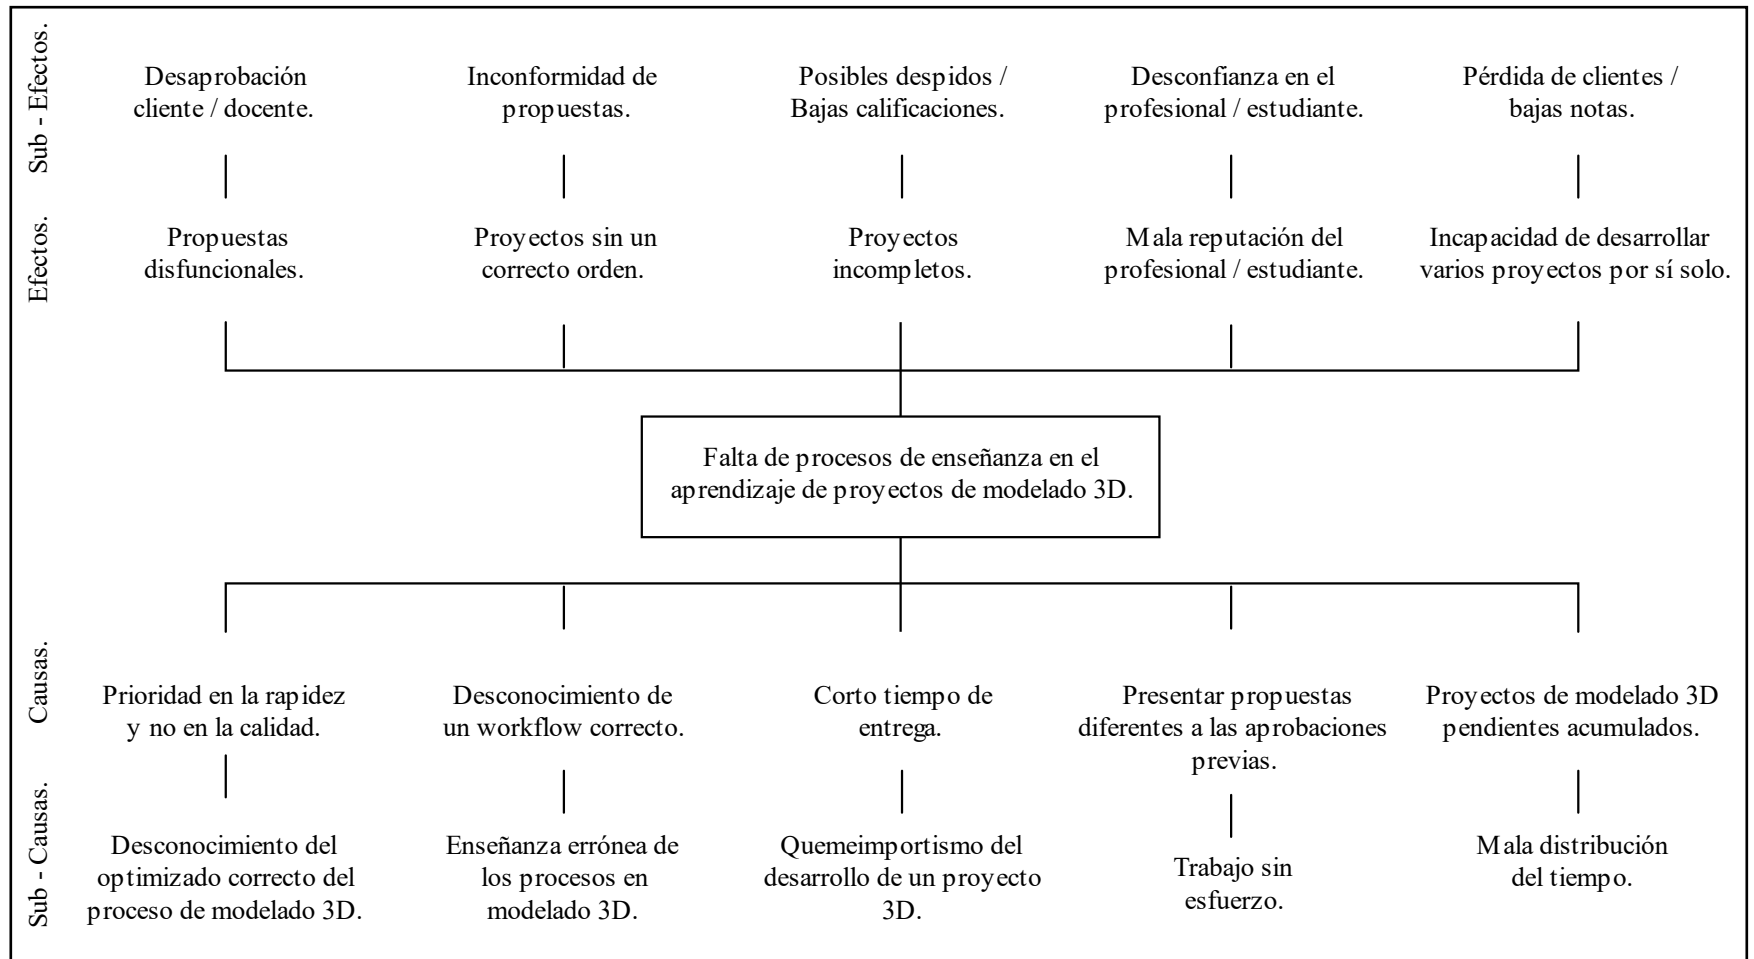 Sub - Efectos.
Desaprobación
cliente / docente.
Inconformidad de
propuestas.
Posibles despidos /
Bajas calificaciones.
Desconfianza en el
profesional / estudiante.
Pérdida de clientes /
bajas notas.
Efectos.
Propuestas
disfuncionales.
Proyectos sin un
correcto orden.
Proyectos
incompletos.
Mala reputación del
profesional / estudiante.
Incapacidad de desarrollar
varios proyectos por sí solo.
Falta de procesos de enseñanza en el
aprendizaje de proyectos de modelado 3D.
Causas.
Prioridad en la rapidez
y no en la calidad.
Desconocimiento de
un workflow correcto.
Corto tiempo de
entrega.
Presentar propuestas
diferentes a las aprobaciones
previas.
Proyectos de modelado 3D
pendientes acumulados.
Sub - Causas.
Desconocimiento del
optimizado correcto del
proceso de modelado 3D.
Enseñanza errónea de
los procesos en
modelado 3D.
Quemeimportismo del
desarrollo de un proyecto
3D.
Trabajo sin
esfuerzo.
Mala distribución
del tiempo.